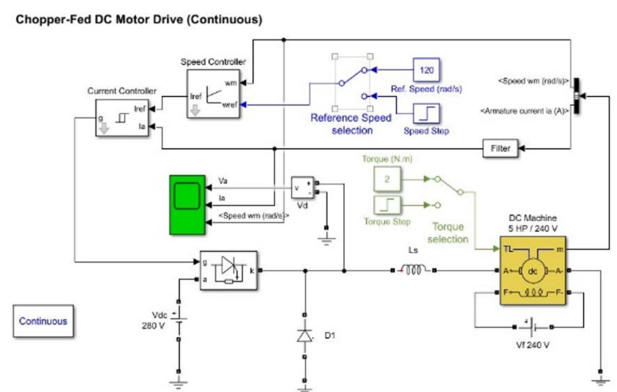 Chopper-Fed DC Motor Drive (Continuous)
Speed Controller
Current Controller
wm
Iref
wref
120
Ref. Speed (rad/s)
Reference Speed
selection
Speed Step
<Speed wm (rad/s)>
<Armature current ia (A)>
Iref
g
Ia
Filter
Torque (N.m)
2
Torque Step
Torque
selection
Va
Ia
<Speed wm (rad/s)>
v
+
-
Vd
DC Machine
5 HP / 240 V
TL
m
A+
dc
A-
F+
F-
Ls
g
a
k
Vdc
280 V
+
D1
+
Vf 240 V
Continuous